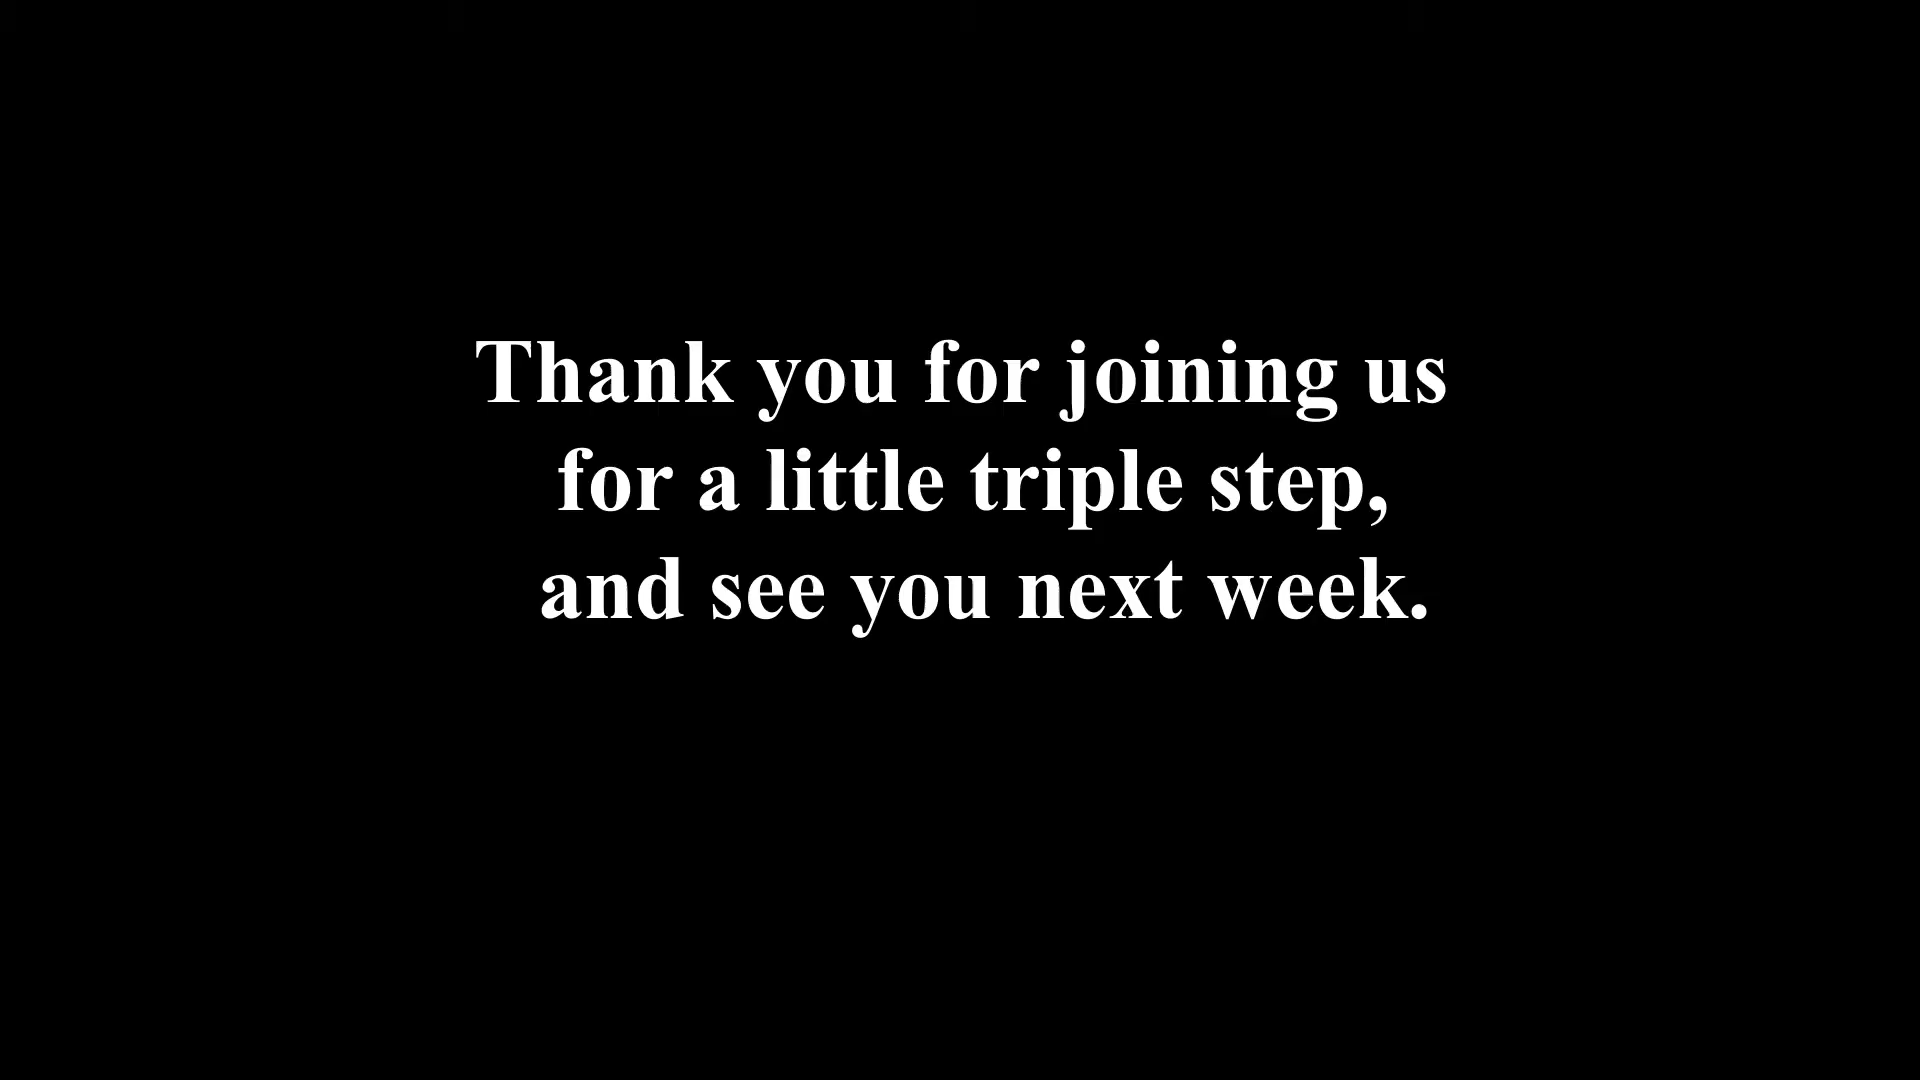 Thank you for joining us
for a little triple step,
and see you next week.